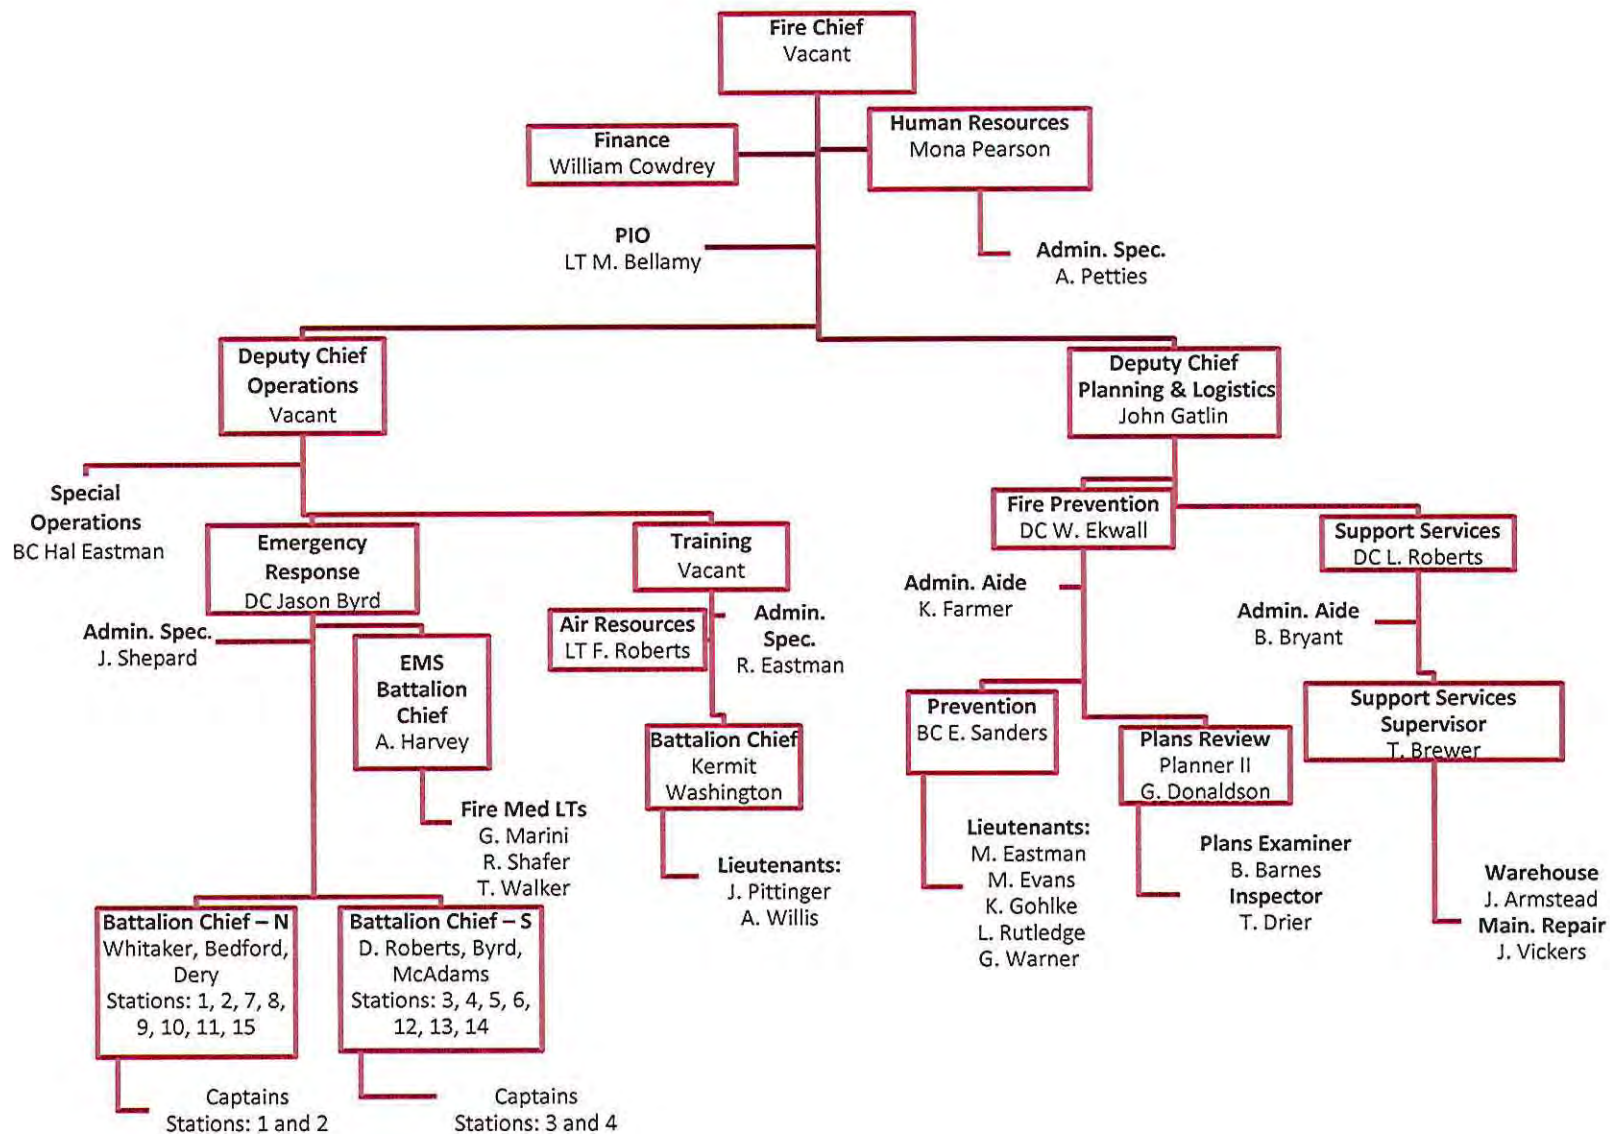 Fire Chief
Vacant
Finance
William Cowdrey
Human Resources
Mona Pearson
PIO
LT M. Bellamy
Admin. Spec.
A. Petties
Deputy Chief
Operations
Vacant
Deputy Chief
Planning & Logistics
John Gatlin
Special
Operations
BC Hal Eastman
Emergency
Response
DC Jason Byrd
Training
Vacant
Fire Prevention
DC W. Ekwall
Support Services
DC L. Roberts
Admin. Spec.
J. Shepard
EMS
Battalion
Chief
A. Harvey
Air Resources
LT F. Roberts
Admin.
Spec.
R. Eastman
Admin. Aide
K. Farmer
Admin. Aide
B. Bryant
Battalion Chief
Kermit
Washington
Prevention
BC E. Sanders
Plans Review
Planner II
G. Donaldson
Support Services
Supervisor
T. Brewer
Fire Med LTs
G. Marini
R. Shafer
T. Walker
Lieutenants:
J. Pittinger
A. Willis
Lieutenants:
M. Eastman
M. Evans
K. Gohlke
L. Rutledge
G. Warner
Plans Examiner
B. Barnes
Inspector
T. Drier
Warehouse
J. Armstead
Main. Repair
J. Vickers
Battalion Chief – N
Whitaker, Bedford,
Dery
Stations: 1, 2, 7, 8,
9, 10, 11, 15
Battalion Chief – S
D. Roberts, Byrd,
McAdams
Stations: 3, 4, 5, 6,
12, 13, 14
Captains
Stations: 1 and 2
Captains
Stations: 3 and 4